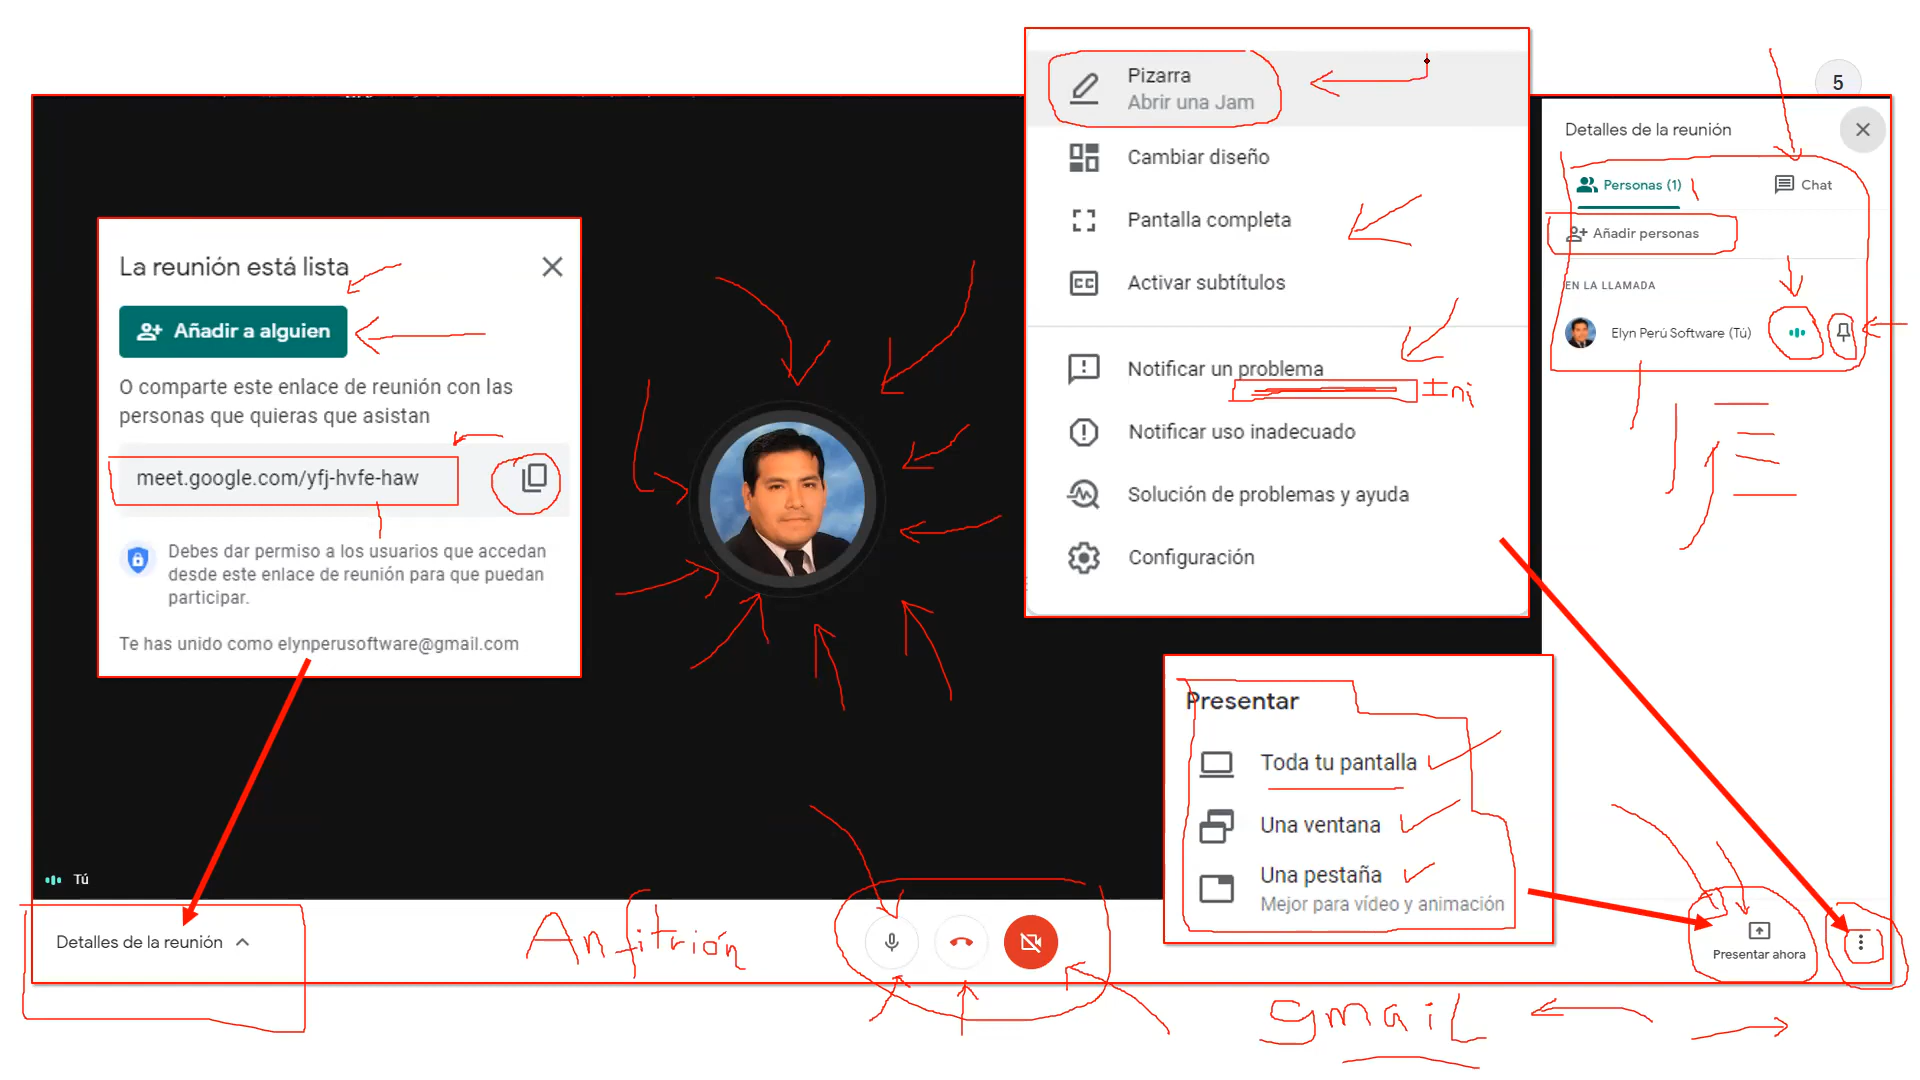 5
La reunión está lista
Añadir a alguien
O comparte este enlace de reunión con las
personas que quieras que asistan
meet.google.com/yfj-hvfe-haw
Debes dar permiso a los usuarios que accedan
desde este enlace de reunión para que puedan
participar.
Te has unido como elynperusoftware@gmail.com
Pizarra
Abrir una Jam
Cambiar diseño
Pantalla completa
Activar subtítulos
Notificar un problema
Ini
Notificar uso inadecuado
Solución de problemas y ayuda
Configuración
Detalles de la reunión
Personas (1)
Chat
Añadir personas
EN LA LLAMADA
Elyn Perú Software (Tú)
Presentar
Toda tu pantalla
Una ventana
Una pestaña
Mejor para vídeo y animación
Tú
Detalles de la reunión
Anfitrión
Presentar ahora
gmail